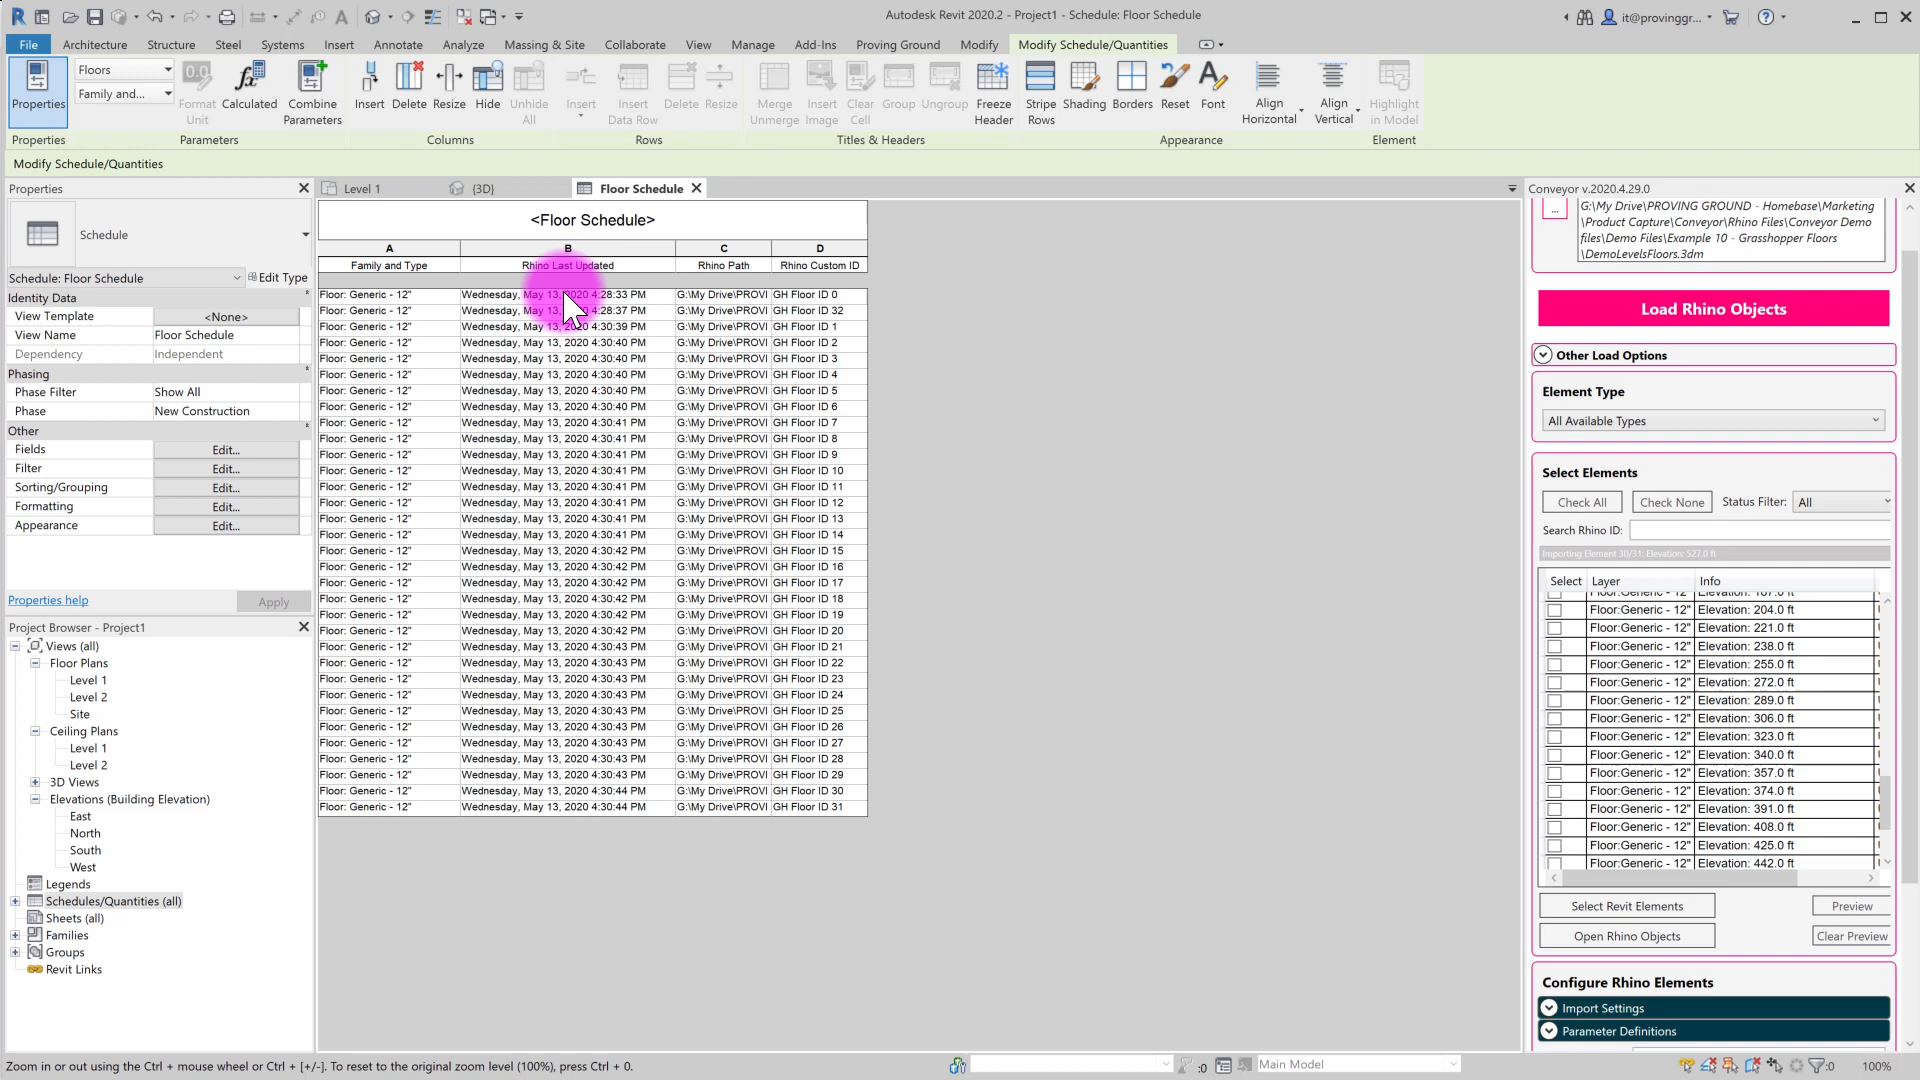 Autodesk Revit 2020.2 - Project1 - Schedule: Floor Schedule
it@provinggr...
File Architecture Structure Steel Systems Insert Annotate Analyze Massing & Site Collaborate View Manage Add-Ins Proving Ground Modify Modify Schedule/Quantities
Floors
Family and...
Properties
Format Unit
Calculated
Combine Parameters
Insert Delete Resize Hide Unhide All
Insert Insert Data Row Delete Resize
Merge Unmerge Insert Image Clear Cell Group Ungroup Freeze Header
Stripe Rows Shading Borders Reset Font Align Horizontal Align Vertical
Highlight in Model
Properties Parameters Columns Rows Titles & Headers Appearance Element
Modify Schedule/Quantities
Properties
Schedule
Schedule: Floor Schedule Edit Type
Identity Data
View Template <None>
View Name Floor Schedule
Dependency Independent
Phasing
Phase Filter Show All
Phase New Construction
Other
Fields Edit...
Filter Edit...
Sorting/Grouping Edit...
Formatting Edit...
Appearance Edit...
Properties help Apply
Project Browser - Project1
Views (all)
Floor Plans
Level 1
Level 2
Site
Ceiling Plans
Level 1
Level 2
3D Views
Elevations (Building Elevation)
East
North
South
West
Legends
Schedules/Quantities (all)
Sheets (all)
Families
Groups
Revit Links
Level 1 {3D} Floor Schedule
<Floor Schedule>
A B C D
Family and Type Rhino Last Updated Rhino Path Rhino Custom ID
Floor: Generic - 12" Wednesday, May 13, 2020 4:28:33 PM G:\My Drive\PROVI GH Floor ID 0
Floor: Generic - 12" Wednesday, May 13, 2020 4:28:37 PM G:\My Drive\PROVI GH Floor ID 32
Floor: Generic - 12" Wednesday, May 13, 2020 4:30:39 PM G:\My Drive\PROVI GH Floor ID 1
Floor: Generic - 12" Wednesday, May 13, 2020 4:30:40 PM G:\My Drive\PROVI GH Floor ID 2
Floor: Generic - 12" Wednesday, May 13, 2020 4:30:40 PM G:\My Drive\PROVI GH Floor ID 3
Floor: Generic - 12" Wednesday, May 13, 2020 4:30:40 PM G:\My Drive\PROVI GH Floor ID 4
Floor: Generic - 12" Wednesday, May 13, 2020 4:30:40 PM G:\My Drive\PROVI GH Floor ID 5
Floor: Generic - 12" Wednesday, May 13, 2020 4:30:40 PM G:\My Drive\PROVI GH Floor ID 6
Floor: Generic - 12" Wednesday, May 13, 2020 4:30:41 PM G:\My Drive\PROVI GH Floor ID 7
Floor: Generic - 12" Wednesday, May 13, 2020 4:30:41 PM G:\My Drive\PROVI GH Floor ID 8
Floor: Generic - 12" Wednesday, May 13, 2020 4:30:41 PM G:\My Drive\PROVI GH Floor ID 9
Floor: Generic - 12" Wednesday, May 13, 2020 4:30:41 PM G:\My Drive\PROVI GH Floor ID 10
Floor: Generic - 12" Wednesday, May 13, 2020 4:30:41 PM G:\My Drive\PROVI GH Floor ID 11
Floor: Generic - 12" Wednesday, May 13, 2020 4:30:41 PM G:\My Drive\PROVI GH Floor ID 12
Floor: Generic - 12" Wednesday, May 13, 2020 4:30:41 PM G:\My Drive\PROVI GH Floor ID 13
Floor: Generic - 12" Wednesday, May 13, 2020 4:30:41 PM G:\My Drive\PROVI GH Floor ID 14
Floor: Generic - 12" Wednesday, May 13, 2020 4:30:42 PM G:\My Drive\PROVI GH Floor ID 15
Floor: Generic - 12" Wednesday, May 13, 2020 4:30:42 PM G:\My Drive\PROVI GH Floor ID 16
Floor: Generic - 12" Wednesday, May 13, 2020 4:30:42 PM G:\My Drive\PROVI GH Floor ID 17
Floor: Generic - 12" Wednesday, May 13, 2020 4:30:42 PM G:\My Drive\PROVI GH Floor ID 18
Floor: Generic - 12" Wednesday, May 13, 2020 4:30:42 PM G:\My Drive\PROVI GH Floor ID 19
Floor: Generic - 12" Wednesday, May 13, 2020 4:30:42 PM G:\My Drive\PROVI GH Floor ID 20
Floor: Generic - 12" Wednesday, May 13, 2020 4:30:43 PM G:\My Drive\PROVI GH Floor ID 21
Floor: Generic - 12" Wednesday, May 13, 2020 4:30:43 PM G:\My Drive\PROVI GH Floor ID 22
Floor: Generic - 12" Wednesday, May 13, 2020 4:30:43 PM G:\My Drive\PROVI GH Floor ID 23
Floor: Generic - 12" Wednesday, May 13, 2020 4:30:43 PM G:\My Drive\PROVI GH Floor ID 24
Floor: Generic - 12" Wednesday, May 13, 2020 4:30:43 PM G:\My Drive\PROVI GH Floor ID 25
Floor: Generic - 12" Wednesday, May 13, 2020 4:30:43 PM G:\My Drive\PROVI GH Floor ID 26
Floor: Generic - 12" Wednesday, May 13, 2020 4:30:43 PM G:\My Drive\PROVI GH Floor ID 27
Floor: Generic - 12" Wednesday, May 13, 2020 4:30:43 PM G:\My Drive\PROVI GH Floor ID 28
Floor: Generic - 12" Wednesday, May 13, 2020 4:30:43 PM G:\My Drive\PROVI GH Floor ID 29
Floor: Generic - 12" Wednesday, May 13, 2020 4:30:44 PM G:\My Drive\PROVI GH Floor ID 30
Floor: Generic - 12" Wednesday, May 13, 2020 4:30:44 PM G:\My Drive\PROVI GH Floor ID 31
Conveyor v.2020.4.29.0
...
G:\My Drive\PROVING GROUND - Homebase\Marketing
\Product Capture\Conveyor\Rhino Files\Conveyor Demo
files\Demo Files\Example 10 - Grasshopper Floors
\DemoLevelsFloors.3dm
Load Rhino Objects
Other Load Options
Element Type
All Available Types
Select Elements
Check All Check None Status Filter: All
Search Rhino ID:
Importing Element 30/31: Elevation: 527.0 ft
Select Layer Info
Floor:Generic - 12" Elevation: 187.0 ft
Floor:Generic - 12" Elevation: 204.0 ft
Floor:Generic - 12" Elevation: 221.0 ft
Floor:Generic - 12" Elevation: 238.0 ft
Floor:Generic - 12" Elevation: 255.0 ft
Floor:Generic - 12" Elevation: 272.0 ft
Floor:Generic - 12" Elevation: 289.0 ft
Floor:Generic - 12" Elevation: 306.0 ft
Floor:Generic - 12" Elevation: 323.0 ft
Floor:Generic - 12" Elevation: 340.0 ft
Floor:Generic - 12" Elevation: 357.0 ft
Floor:Generic - 12" Elevation: 374.0 ft
Floor:Generic - 12" Elevation: 391.0 ft
Floor:Generic - 12" Elevation: 408.0 ft
Floor:Generic - 12" Elevation: 425.0 ft
Floor:Generic - 12" Elevation: 442.0 ft
Select Revit Elements Preview
Open Rhino Objects Clear Preview
Configure Rhino Elements
Import Settings
Parameter Definitions
Zoom in or out using the Ctrl + mouse wheel or Ctrl + [+/-]. To reset to the original zoom level (100%), press Ctrl + 0.
:0 Main Model :0 100%